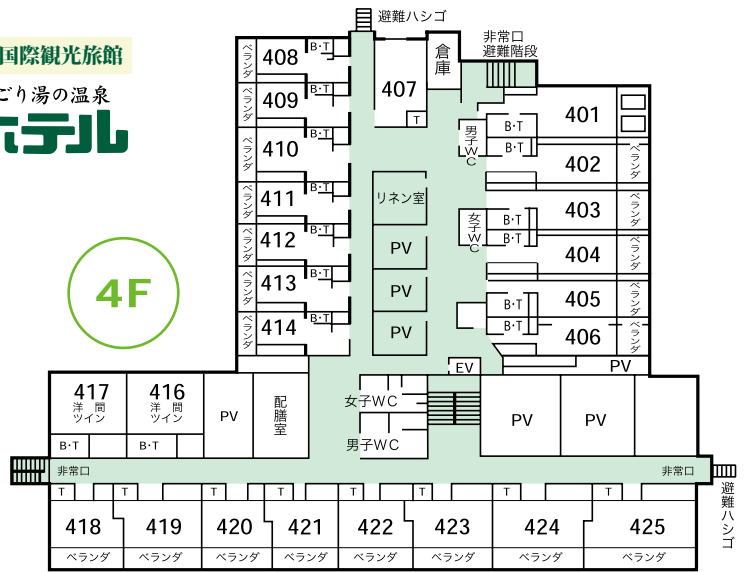 国際観光旅館
ごり湯の温泉
ホテル
4F
避難ハシゴ
非常口
避難階段
倉庫
407
T
ベランダ
408
B・T
ベランダ
409
B・T
ベランダ
410
B・T
ベランダ
411
B・T
ベランダ
412
B・T
ベランダ
413
B・T
ベランダ
414
B・T
リネン室
PV
PV
PV
男子WC
女子WC
401
B・T
402
B・T
ベランダ
403
B・T
ベランダ
404
B・T
ベランダ
405
B・T
ベランダ
406
B・T
ベランダ
PV
EV
417
洋間
ツイン
B・T
416
洋間
ツイン
B・T
PV
配膳室
女子WC
男子WC
PV
PV
非常口
非常口
避難ハシゴ
T
T
T
T
T
T
T
T
418
419
420
421
422
423
424
425
ベランダ
ベランダ
ベランダ
ベランダ
ベランダ
ベランダ
ベランダ
ベランダ